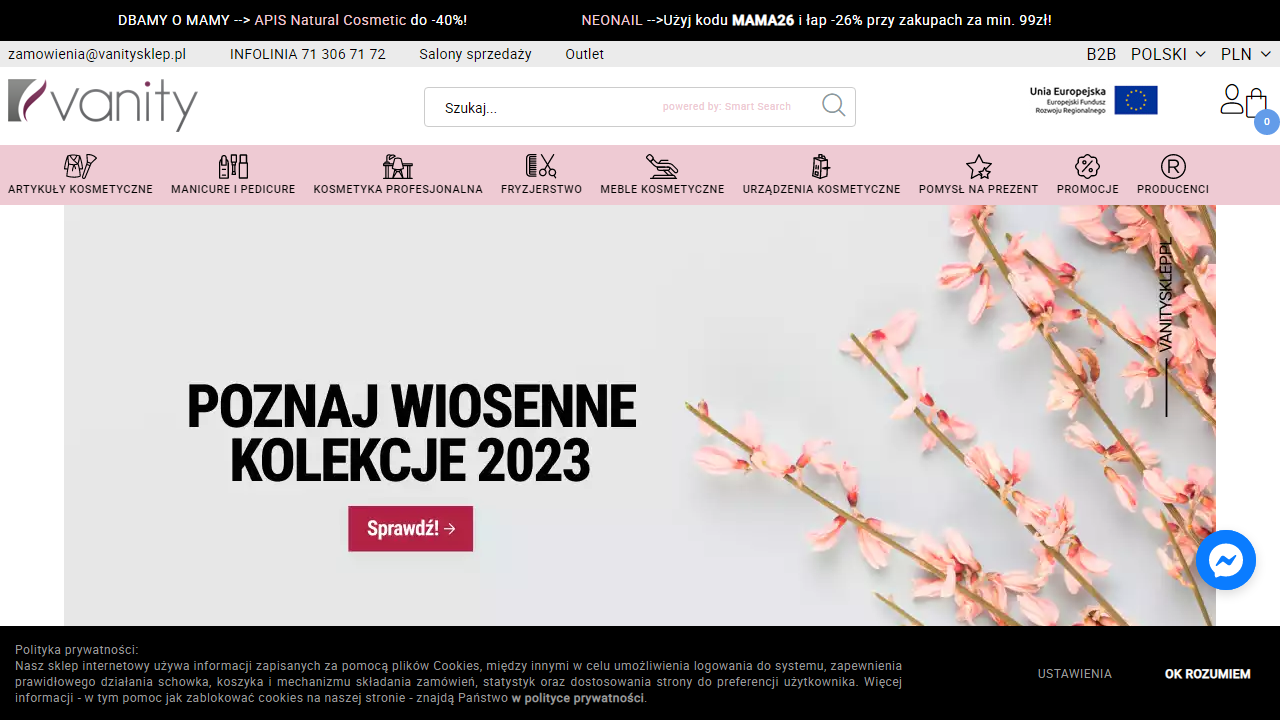 DBAMY O MAMY --> APIS Natural Cosmetic do -40%!
NEONAIL -->Użyj kodu MAMA26 i łap -26% przy zakupach za min. 99zł!
zamowienia@vanitysklep.pl INFOLINIA 71 306 71 72 Salony sprzedaży Outlet B2B POLSKI PLN
vanity
Szukaj... powered by: Smart Search
Unia Europejska
Europejski Fundusz
Rozwoju Regionalnego
0
ARTYKUŁY KOSMETYCZNE MANICURE I PEDICURE KOSMETYKA PROFESJONALNA FRYZJERSTWO MEBLE KOSMETYCZNE URZĄDZENIA KOSMETYCZNE POMYSŁ NA PREZENT PROMOCJE PRODUCENCI
VANITYSKLEP.PL
POZNAJ WIOSENNE
KOLEKCJE 2023
Sprawdź! →
Polityka prywatności:
Nasz sklep internetowy używa informacji zapisanych za pomocą plików Cookies, między innymi w celu umożliwienia logowania do systemu, zapewnienia
prawidłowego działania schowka, koszyka i mechanizmu składania zamówień, statystyk oraz dostosowania strony do preferencji użytkownika. Więcej
informacji - w tym pomoc jak zablokować cookies na naszej stronie - znajdą Państwo w polityce prywatności.
USTAWIENIA
OK ROZUMIEM